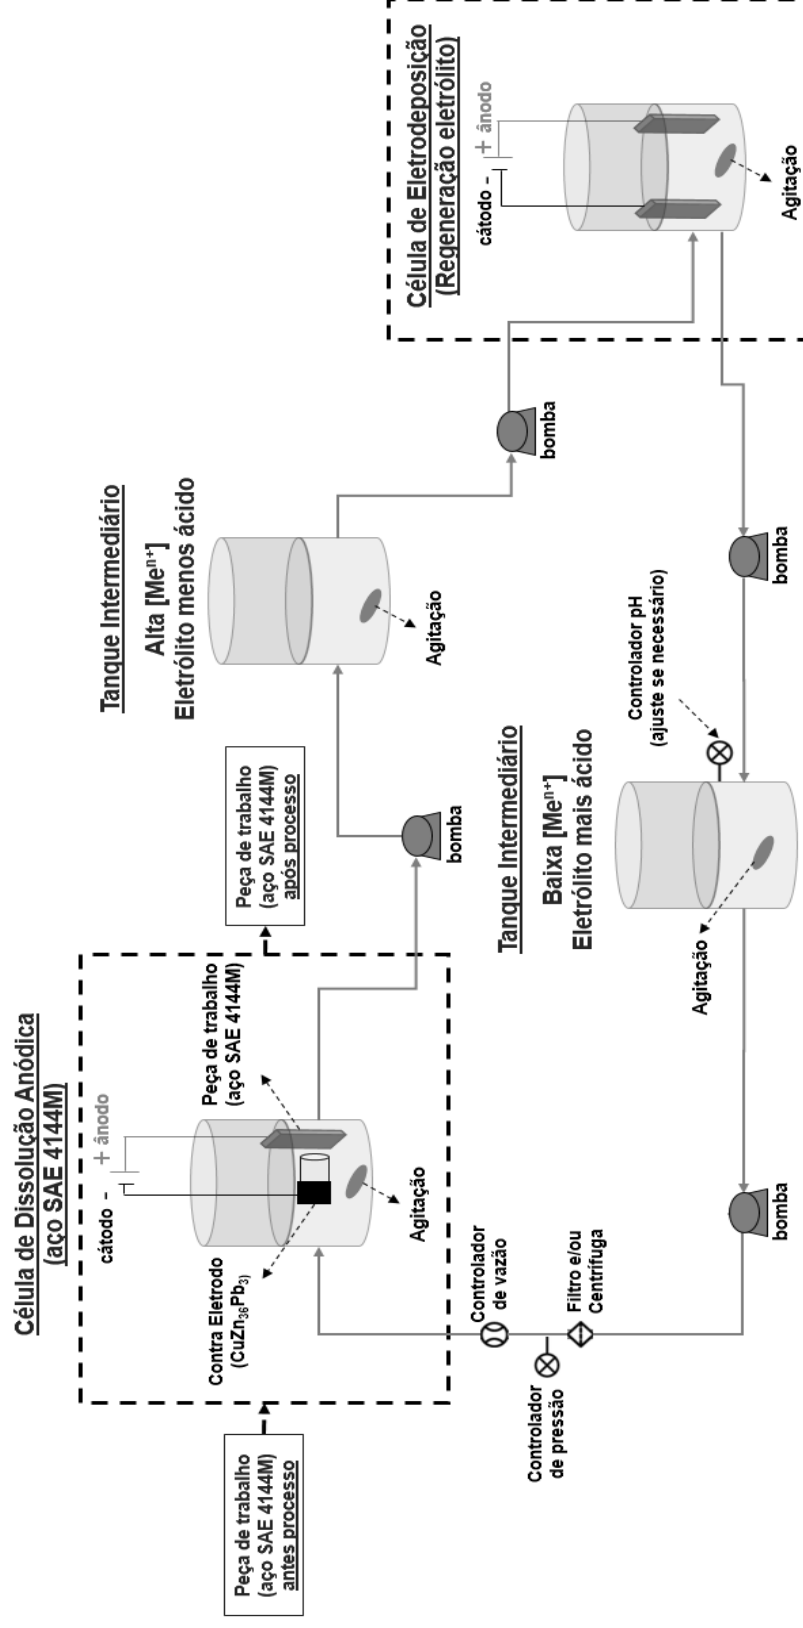 Célula de Dissolução Anódica
(aço SAE 4144M)
cátodo - + ânodo
Contra Eletrodo
(CuZn36Pb3)
Peça de trabalho
(aço SAE 4144M)
Agitação
Peça de trabalho
(aço SAE 4144M)
antes processo
Peça de trabalho
(aço SAE 4144M)
após processo
bomba
Tanque Intermediário
Alta [Meⁿ⁺]
Eletrólito menos ácido
Agitação
bomba
Célula de Eletrodeposição
(Regeneração eletrólito)
cátodo - + ânodo
Agitação
bomba
Controlador pH
(ajuste se necessário)
Tanque Intermediário
Baixa [Meⁿ⁺]
Eletrólito mais ácido
Agitação
bomba
Filtro e/ou
Centrífuga
Controlador
de pressão
Controlador
de vazão